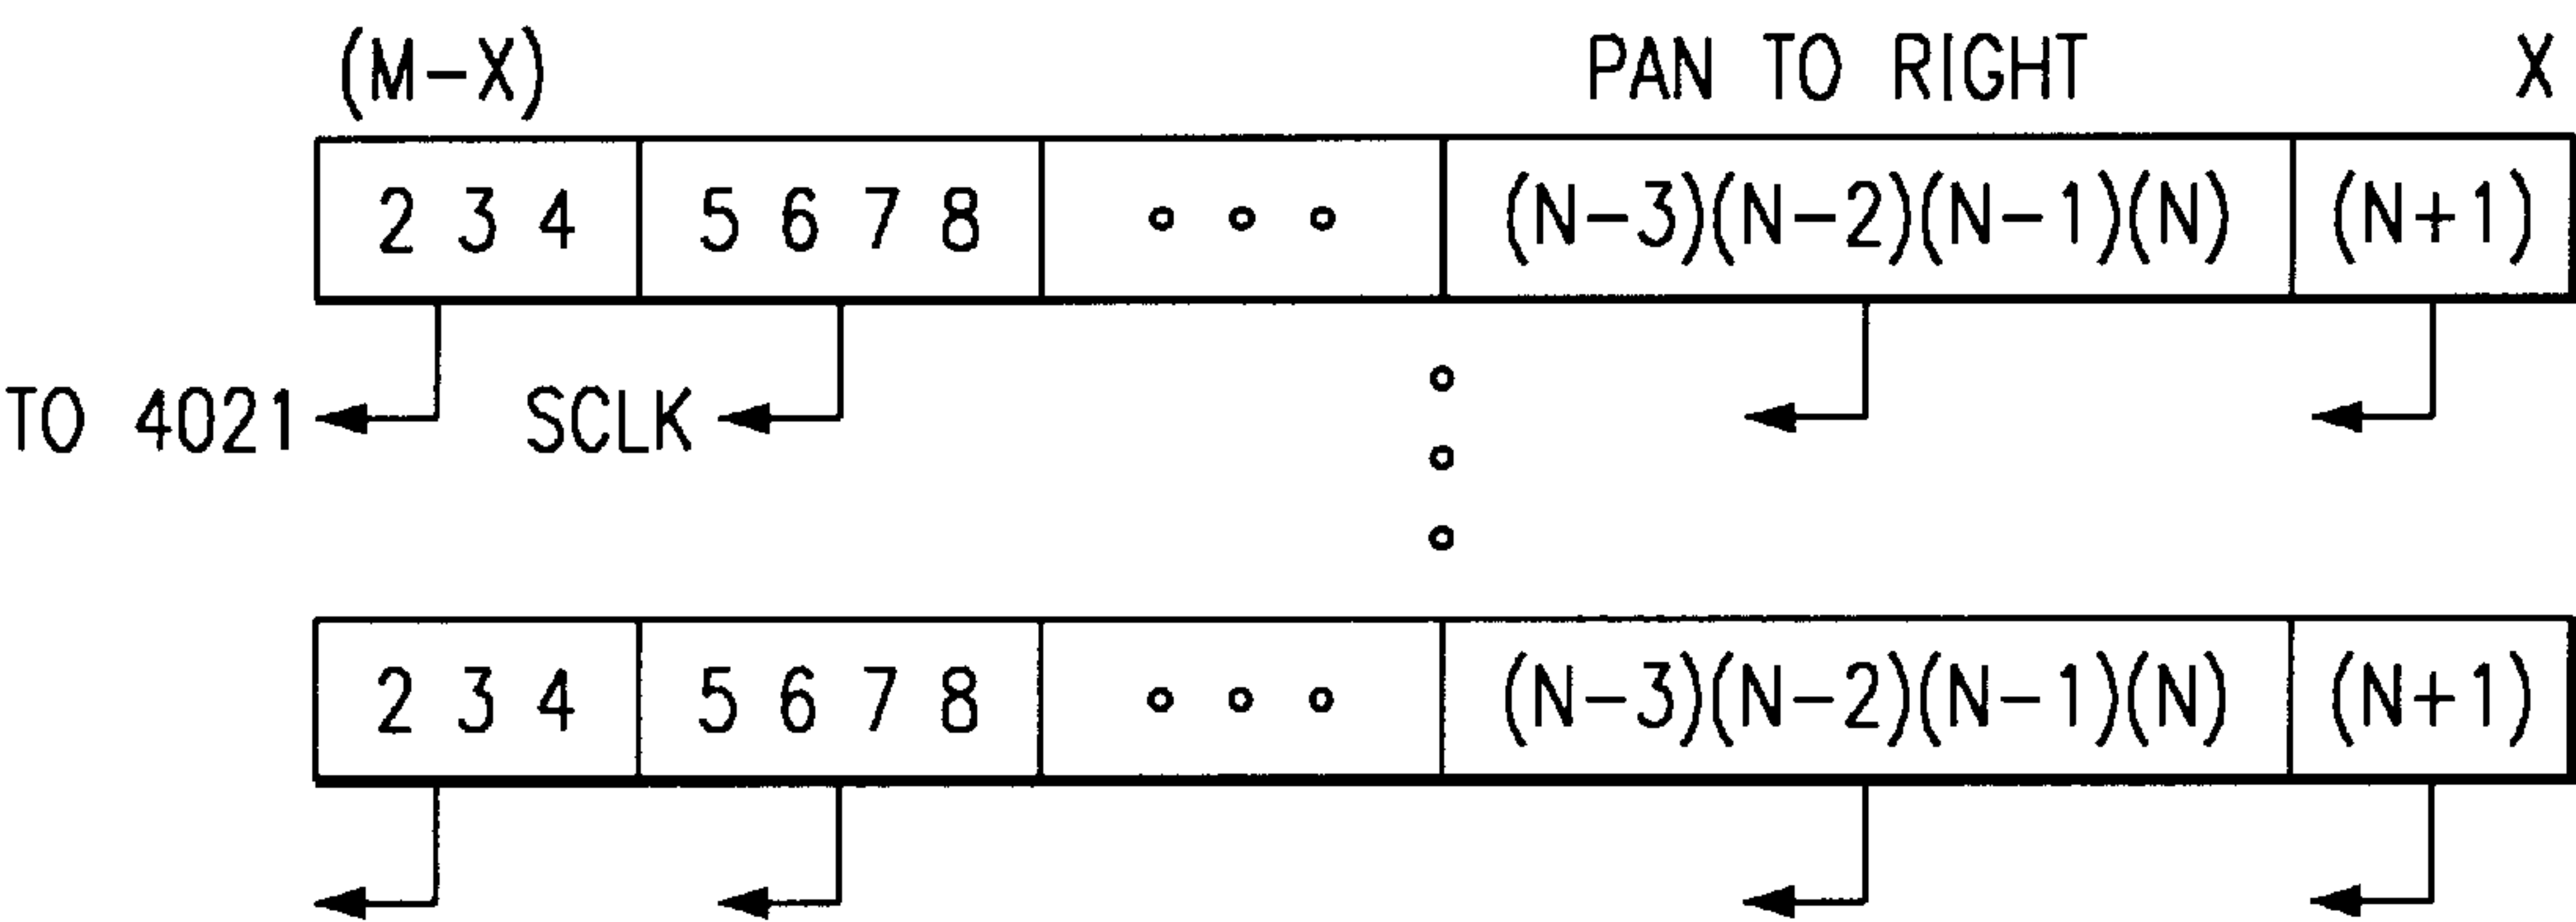 (M-X) PAN TO RIGHT X
2 3 4 5 6 7 8 (N-3)(N-2)(N-1)(N) (N+1)
TO 4021 SCLK
2 3 4 5 6 7 8 (N-3)(N-2)(N-1)(N) (N+1)